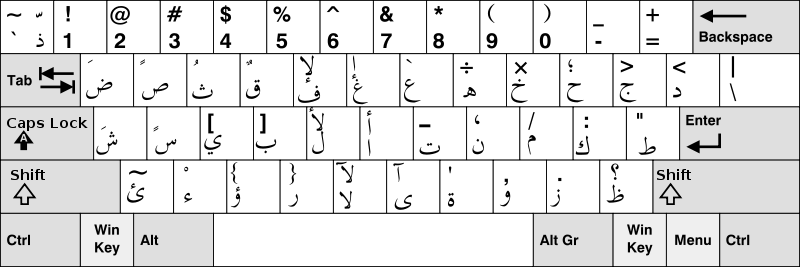 ~ ّ ! @ # $ % ^ & * ( ) _ +
` ذ 1 2 3 4 5 6 7 8 9 0 - = Backspace
َ ً ُ ٌ لإ إ ` ÷ × ؛ > < |
Tab ض ص ث ق ف غ ع ه خ ح ج د \
Caps Lock َ ً [ ] لأ أ ـ ، / : " Enter
A ش س ي ب ل ا ت ن م ك ط
Shift ~ ْ { } لآ آ ' , . ؟ Shift
ئ ء ؤ ر لا ى ة و ز ظ
Ctrl Win Key Alt Alt Gr Win Key Menu Ctrl